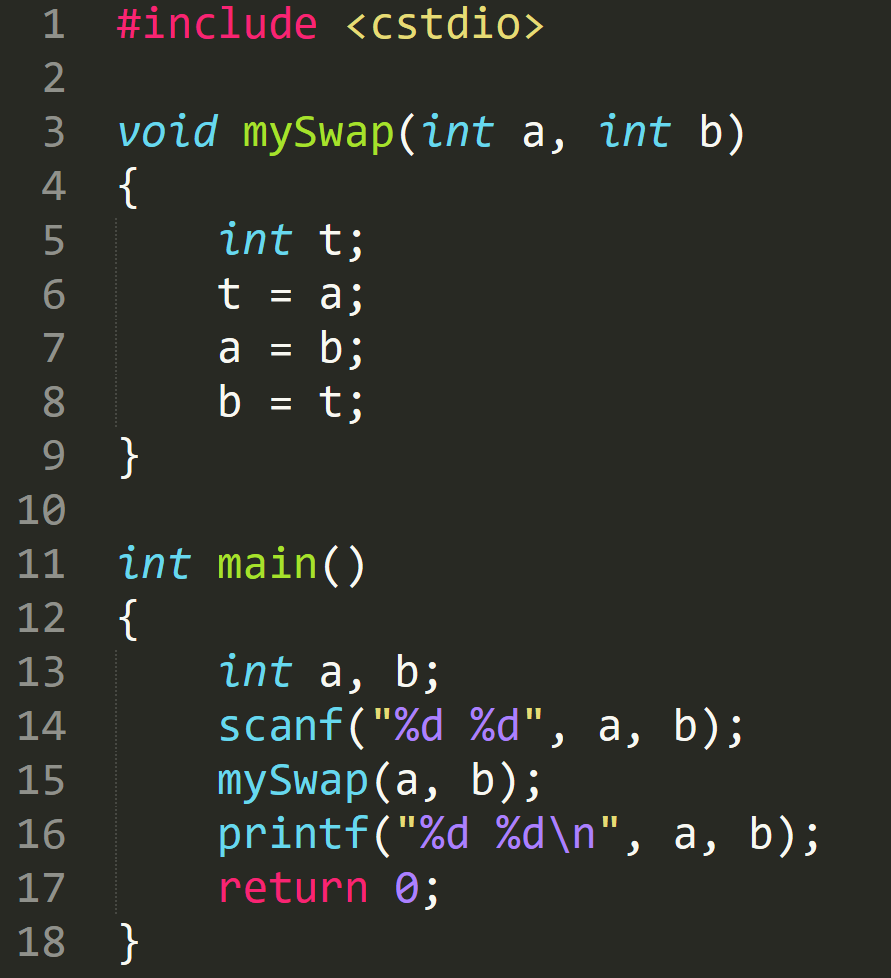 1 #include <cstdio>
2
3 void mySwap(int a, int b)
4 {
5     int t;
6     t = a;
7     a = b;
8     b = t;
9 }
10
11 int main()
12 {
13     int a, b;
14     scanf("%d %d", a, b);
15     mySwap(a, b);
16     printf("%d %d\n", a, b);
17     return 0;
18 }